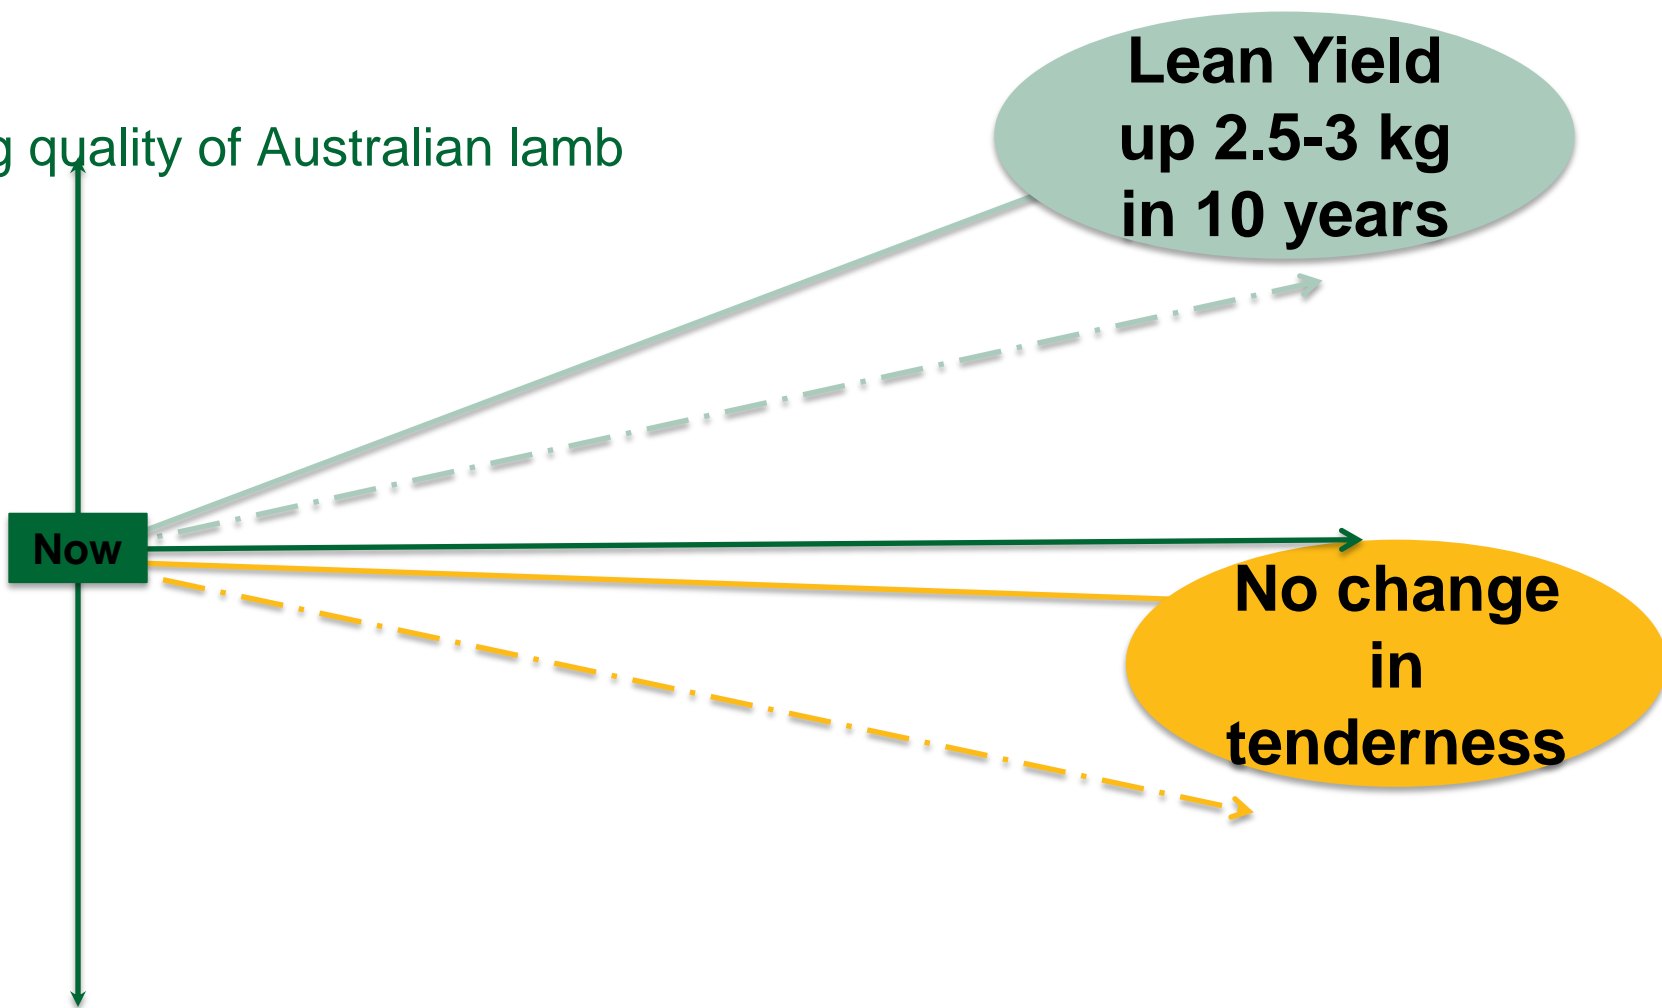 Lean Yield
up 2.5-3 kg
in 10 years
quality of Australian lamb
Now
No change
in
tenderness